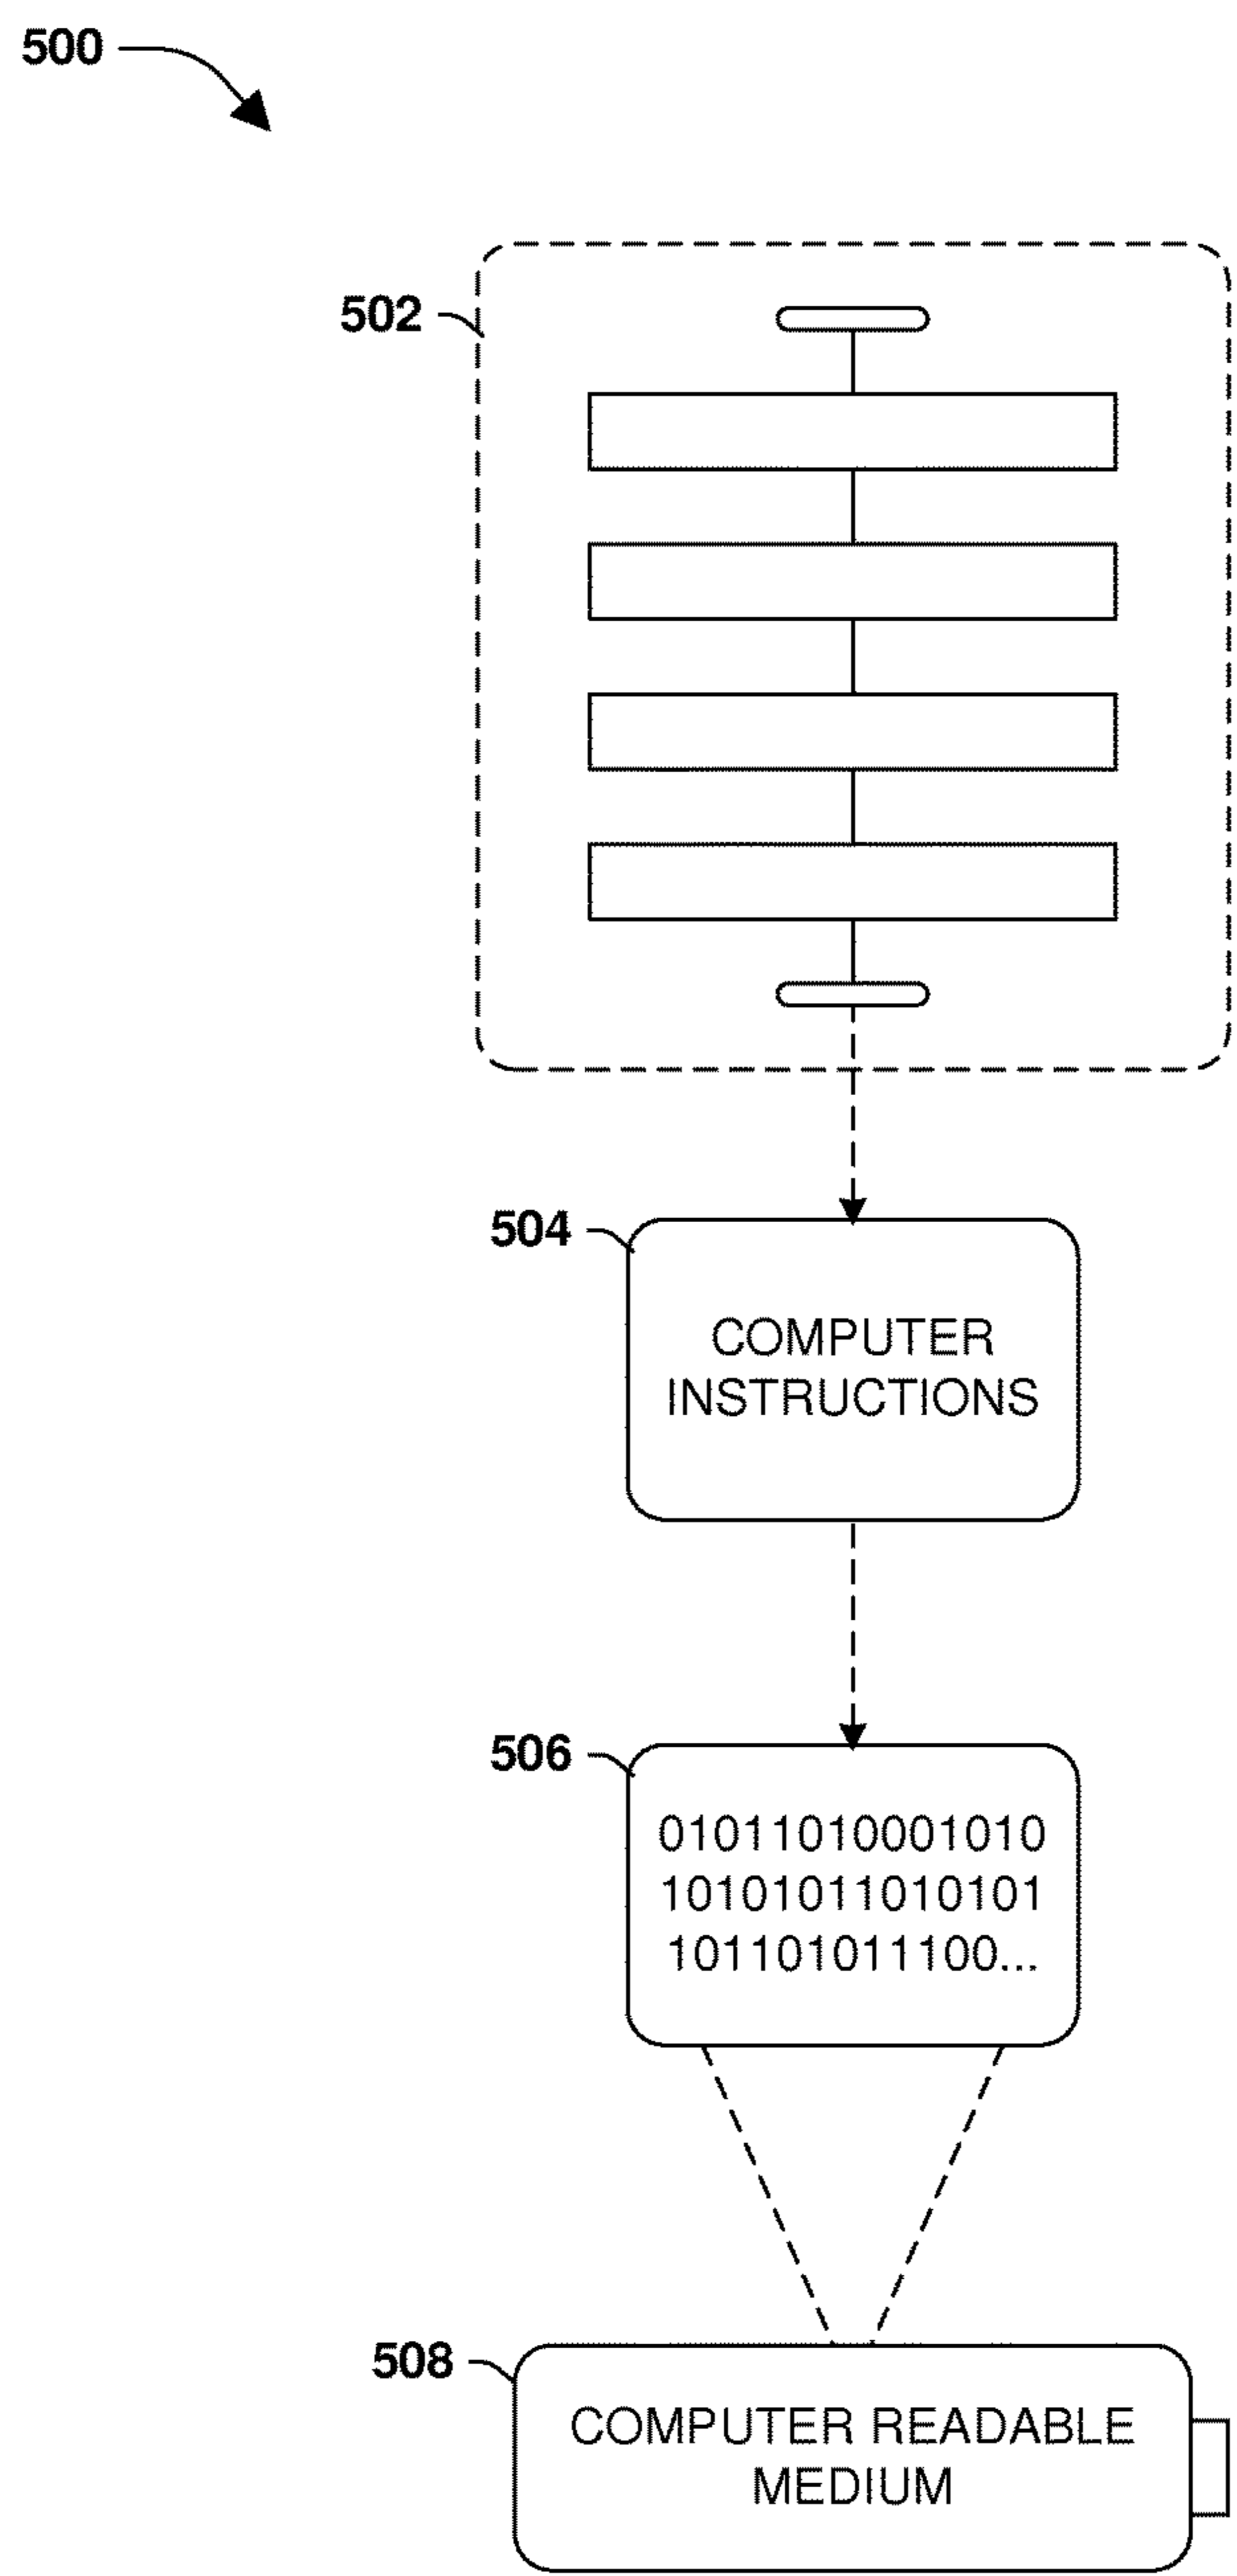 500
502
504
COMPUTER
INSTRUCTIONS
506
01011010001010
10101011010101
101101011100...
508
COMPUTER READABLE
MEDIUM